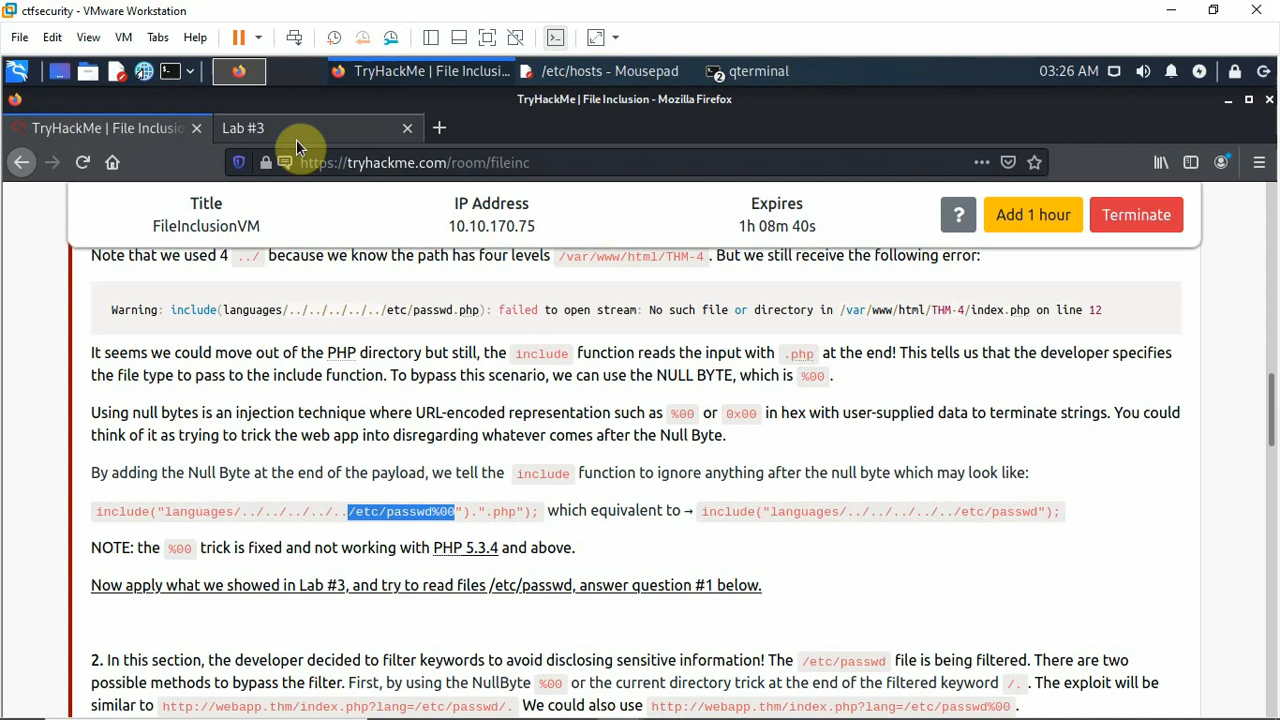 ctfsecurity - VMware Workstation
File Edit View VM Tabs Help
TryHackMe | File Inclusi... /etc/hosts - Mousepad 2 qterminal 03:26 AM
TryHackMe | File Inclusion - Mozilla Firefox
TryHackMe | File Inclusio Lab #3
https://tryhackme.com/room/fileinc
Title IP Address Expires
FileInclusionVM 10.10.170.75 1h 08m 40s ? Add 1 hour Terminate
Note that we used 4 ../ because we know the path has four levels /var/www/html/THM-4. But we still receive the following error:
Warning: include(languages/../../../../../etc/passwd.php): failed to open stream: No such file or directory in /var/www/html/THM-4/index.php on line 12
It seems we could move out of the PHP directory but still, the include function reads the input with .php at the end! This tells us that the developer specifies
the file type to pass to the include function. To bypass this scenario, we can use the NULL BYTE, which is %00.
Using null bytes is an injection technique where URL-encoded representation such as %00 or 0x00 in hex with user-supplied data to terminate strings. You could
think of it as trying to trick the web app into disregarding whatever comes after the Null Byte.
By adding the Null Byte at the end of the payload, we tell the include function to ignore anything after the null byte which may look like:
include("languages/../../../../../etc/passwd%00").".php"); which equivalent to → include("languages/../../../../../etc/passwd");
NOTE: the %00 trick is fixed and not working with PHP 5.3.4 and above.
Now apply what we showed in Lab #3, and try to read files /etc/passwd, answer question #1 below.
2. In this section, the developer decided to filter keywords to avoid disclosing sensitive information! The /etc/passwd file is being filtered. There are two
possible methods to bypass the filter. First, by using the NullByte %00 or the current directory trick at the end of the filtered keyword /.. The exploit will be
similar to http://webapp.thm/index.php?lang=/etc/passwd/. We could also use http://webapp.thm/index.php?lang=/etc/passwd%00.